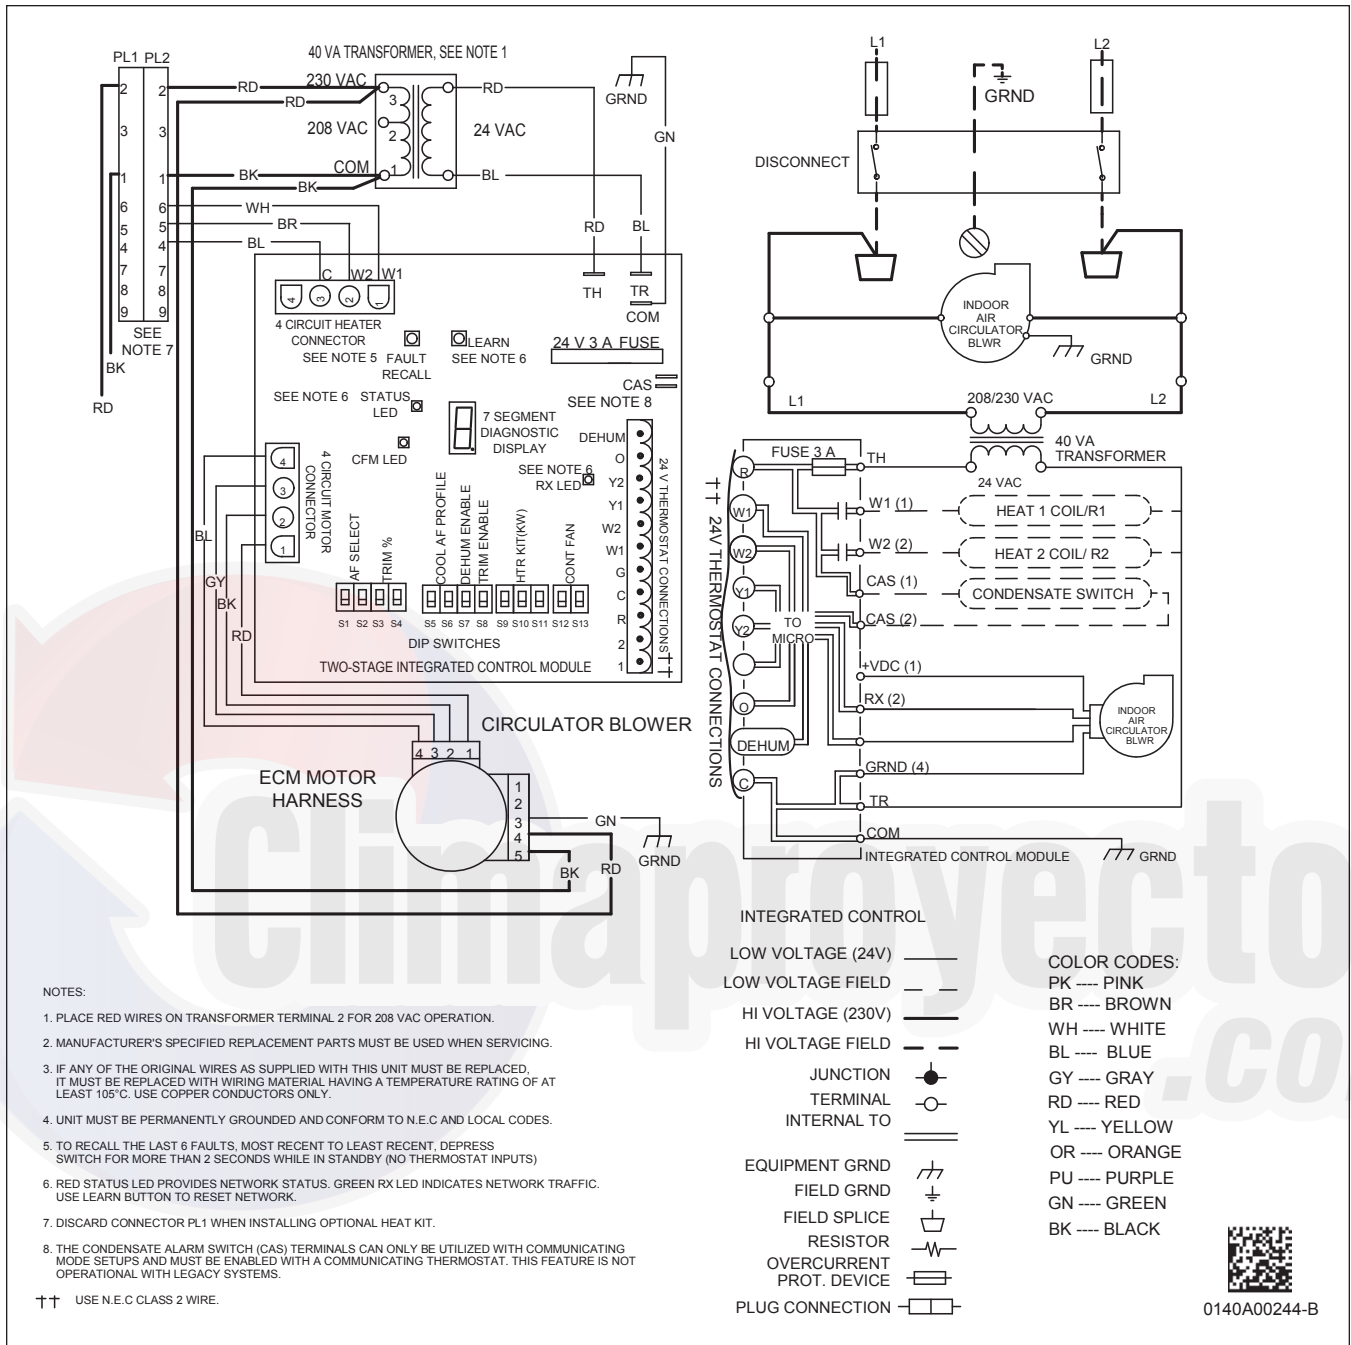 PL1 PL2
2 2
3 3
1 1
6 6
5 5
4 4
7 7
8 8
9 9
SEE
NOTE 7
BK
RD
40 VA TRANSFORMER, SEE NOTE 1
230 VAC
208 VAC
COM
24 VAC
3
2
1
RD
RD
BK
BK
WH
BR
BL
RD
BL
GRND
GN
RD
BL
TH
TR
COM
C W2 W1
4 3 2 1
4 CIRCUIT HEATER
CONNECTOR
SEE NOTE 5
FAULT
RECALL
LEARN
SEE NOTE 6
24 V 3 A FUSE
CAS
SEE NOTE 8
SEE NOTE 6
STATUS
LED
CFM LED
7 SEGMENT
DIAGNOSTIC
DISPLAY
SEE NOTE 6
RX LED
DEHUM
O
Y2
Y1
W2
W1
G
C
R
2
1
24 V THERMOSTAT CONNECTIONS ††
4
3
2
1
4 CIRCUIT MOTOR
CONNECTOR
BL
GY
BK
RD
AF SELECT
TRIM %
COOL AF PROFILE
DEHUM ENABLE
TRIM ENABLE
HTR KIT(KW)
CONT FAN
S1 S2 S3 S4 S5 S6 S7 S8 S9 S10 S11 S12 S13
DIP SWITCHES
TWO-STAGE INTEGRATED CONTROL MODULE
CIRCULATOR BLOWER
4 3 2 1
ECM MOTOR
HARNESS
1
2
3
4
5
GN
GRND
BK
RD
L1
L2
GRND
DISCONNECT
INDOOR
AIR
CIRCULATOR
BLWR
GRND
L1
208/230 VAC
L2
40 VA
TRANSFORMER
24 VAC
FUSE 3 A
TH
R
W1
W2
Y1
Y2
O
DEHUM
C
†† 24V THERMOSTAT CONNECTIONS
TO
MICRO
W1 (1)
HEAT 1 COIL/R1
W2 (2)
HEAT 2 COIL/ R2
CAS (1)
CONDENSATE SWITCH
CAS (2)
+VDC (1)
RX (2)
INDOOR
AIR
CIRCULATOR
BLWR
GRND (4)
TR
COM
INTEGRATED CONTROL MODULE
GRND
Climaproyecto
.co
INTEGRATED CONTROL
LOW VOLTAGE (24V)
LOW VOLTAGE FIELD
HI VOLTAGE (230V)
HI VOLTAGE FIELD
JUNCTION
TERMINAL
INTERNAL TO
EQUIPMENT GRND
FIELD GRND
FIELD SPLICE
RESISTOR
OVERCURRENT
PROT. DEVICE
PLUG CONNECTION
COLOR CODES:
PK ---- PINK
BR ---- BROWN
WH ---- WHITE
BL ---- BLUE
GY ---- GRAY
RD ---- RED
YL ---- YELLOW
OR ---- ORANGE
PU ---- PURPLE
GN ---- GREEN
BK ---- BLACK
NOTES:
1. PLACE RED WIRES ON TRANSFORMER TERMINAL 2 FOR 208 VAC OPERATION.
2. MANUFACTURER'S SPECIFIED REPLACEMENT PARTS MUST BE USED WHEN SERVICING.
3. IF ANY OF THE ORIGINAL WIRES AS SUPPLIED WITH THIS UNIT MUST BE REPLACED,
IT MUST BE REPLACED WITH WIRING MATERIAL HAVING A TEMPERATURE RATING OF AT
LEAST 105°C. USE COPPER CONDUCTORS ONLY.
4. UNIT MUST BE PERMANENTLY GROUNDED AND CONFORM TO N.E.C AND LOCAL CODES.
5. TO RECALL THE LAST 6 FAULTS, MOST RECENT TO LEAST RECENT, DEPRESS
SWITCH FOR MORE THAN 2 SECONDS WHILE IN STANDBY (NO THERMOSTAT INPUTS)
6. RED STATUS LED PROVIDES NETWORK STATUS. GREEN RX LED INDICATES NETWORK TRAFFIC.
USE LEARN BUTTON TO RESET NETWORK.
7. DISCARD CONNECTOR PL1 WHEN INSTALLING OPTIONAL HEAT KIT.
8. THE CONDENSATE ALARM SWITCH (CAS) TERMINALS CAN ONLY BE UTILIZED WITH COMMUNICATING
MODE SETUPS AND MUST BE ENABLED WITH A COMMUNICATING THERMOSTAT. THIS FEATURE IS NOT
OPERATIONAL WITH LEGACY SYSTEMS.
†† USE N.E.C CLASS 2 WIRE.
0140A00244-B